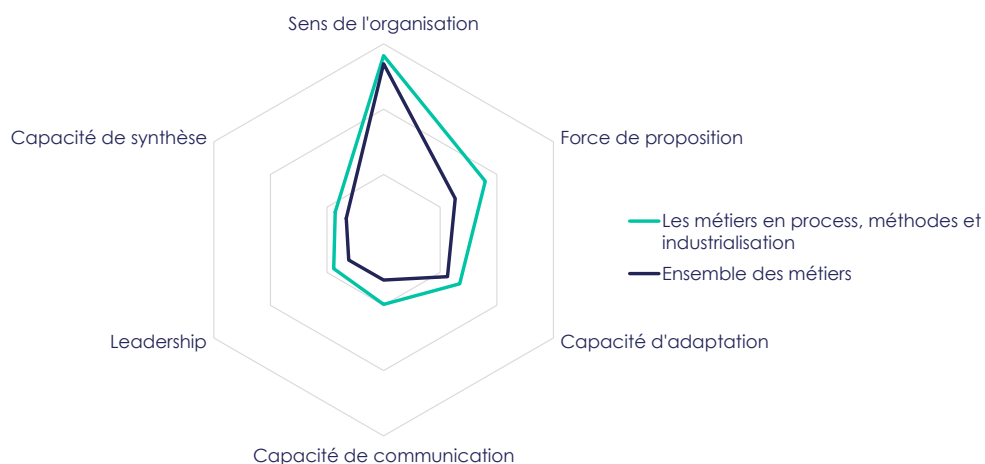 Sens de l'organisation
Capacité de synthèse
Force de proposition
Les métiers en process, méthodes et
industrialisation
Ensemble des métiers
Leadership
Capacité d'adaptation
Capacité de communication